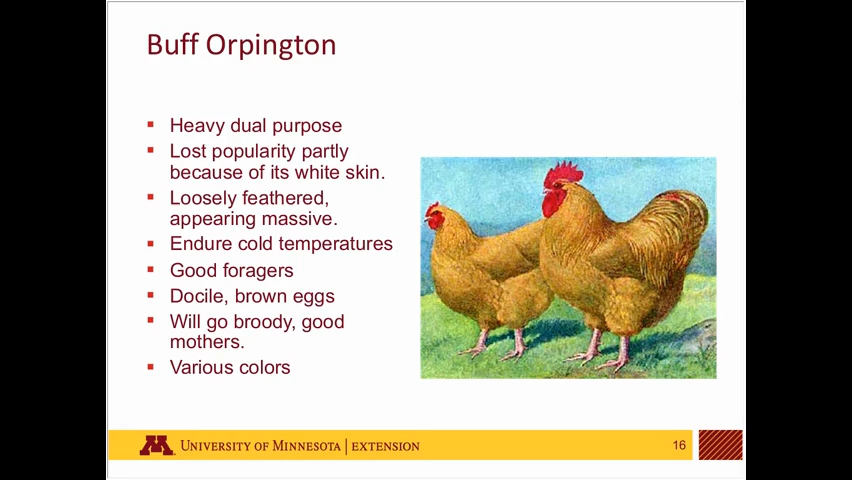 Buff Orpington
▪ Heavy dual purpose
▪ Lost popularity partly
because of its white skin.
▪ Loosely feathered,
appearing massive.
▪ Endure cold temperatures
▪ Good foragers
▪ Docile, brown eggs
▪ Will go broody, good
mothers.
▪ Various colors
M UNIVERSITY OF MINNESOTA | EXTENSION
16